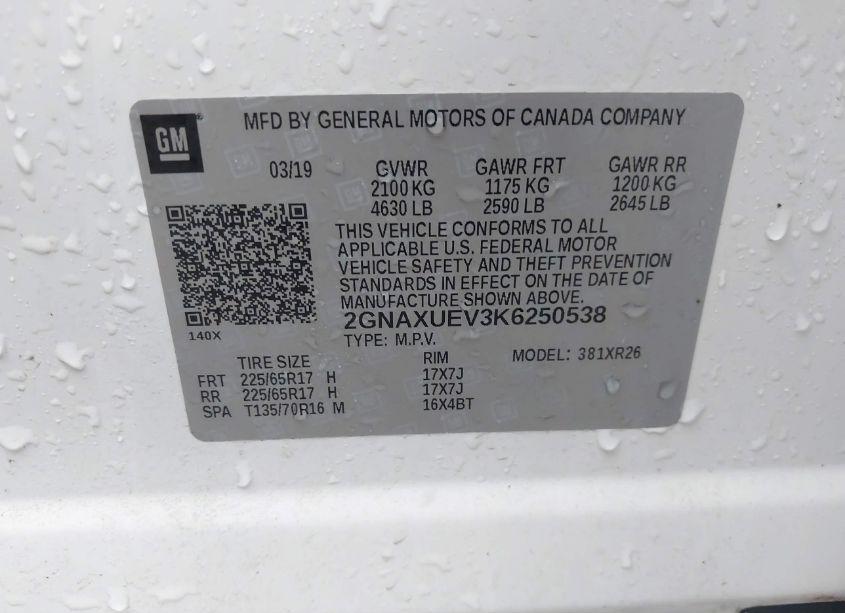 GM
MFD BY GENERAL MOTORS OF CANADA COMPANY
03/19 GVWR GAWR FRT GAWR RR
2100 KG 1175 KG 1200 KG
4630 LB 2590 LB 2645 LB
THIS VEHICLE CONFORMS TO ALL
APPLICABLE U.S. FEDERAL MOTOR
VEHICLE SAFETY AND THEFT PREVENTION
STANDARDS IN EFFECT ON THE DATE OF
MANUFACTURE SHOWN ABOVE.
2GNAXUEV3K6250538
140X
TYPE: M.P.V. MODEL: 381XR26
TIRE SIZE RIM
FRT 225/65R17 H 17X7J
RR 225/65R17 H 17X7J
SPA T135/70R16 M 16X4BT